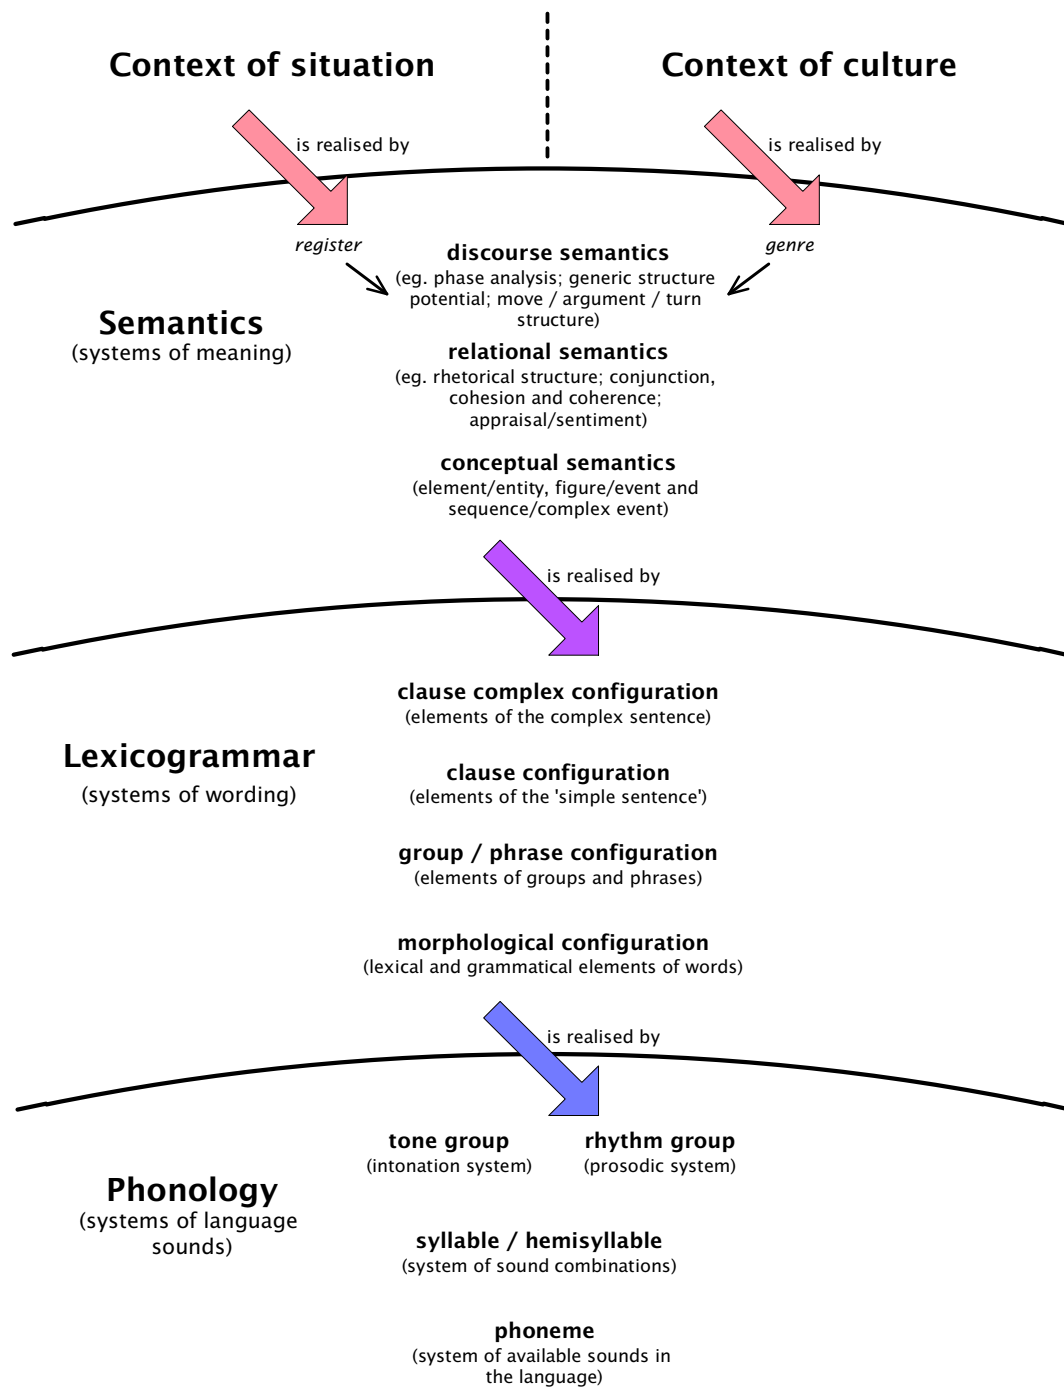 Context of situation
Context of culture
is realised by
is realised by
register
genre
discourse semantics
(eg. phase analysis; generic structure
potential; move / argument / turn
structure)
Semantics
(systems of meaning)
relational semantics
(eg. rhetorical structure; conjunction,
cohesion and coherence;
appraisal/sentiment)
conceptual semantics
(element/entity, figure/event and
sequence/complex event)
is realised by
clause complex configuration
(elements of the complex sentence)
Lexicogrammar
(systems of wording)
clause configuration
(elements of the 'simple sentence')
group / phrase configuration
(elements of groups and phrases)
morphological configuration
(lexical and grammatical elements of words)
is realised by
tone group
(intonation system)
rhythm group
(prosodic system)
Phonology
(systems of language
sounds)
syllable / hemisyllable
(system of sound combinations)
phoneme
(system of available sounds in
the language)